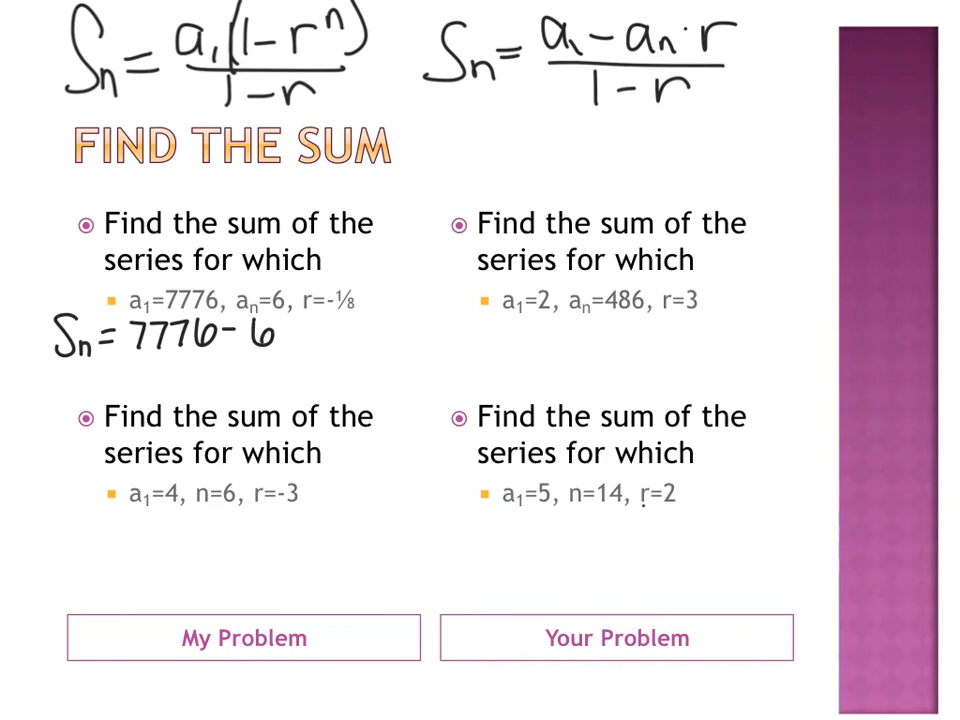 Sn = a₁(1-rⁿ) / 1-r
Sn = a₁ - an·r / 1-r
FIND THE SUM
Find the sum of the
series for which
a₁=7776, aₙ=6, r=-⅛
Sn = 7776 - 6
Find the sum of the
series for which
a₁=2, aₙ=486, r=3
Find the sum of the
series for which
a₁=4, n=6, r=-3
Find the sum of the
series for which
a₁=5, n=14, r=2
My Problem
Your Problem